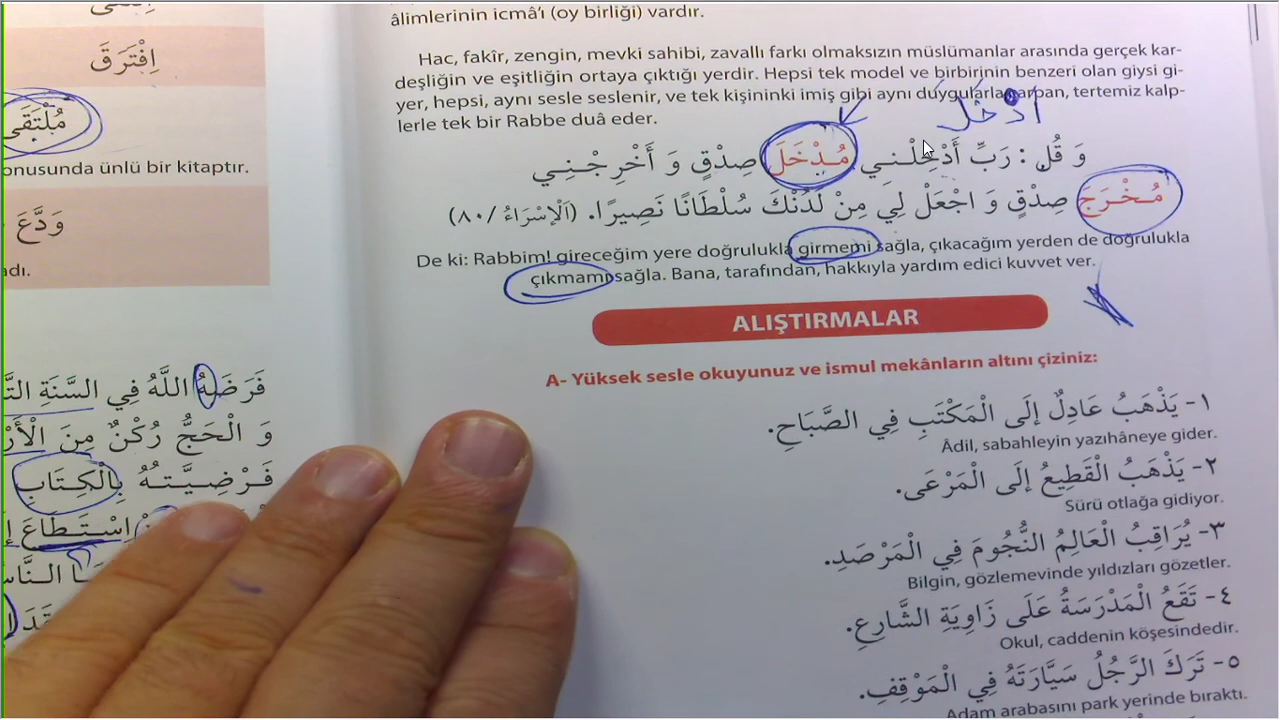 âlimlerinin icmâ'ı (oy birliği) vardır.
Hac, fakîr, zengin, mevki sahibi, zavallı farkı olmaksızın müslümanlar arasında gerçek kar-
deşliğin ve eşitliğin ortaya çıktığı yerdir. Hepsi tek model ve birbirinin benzeri olan giysi gi-
yer, hepsi, aynı sesle seslenir, ve tek kişininki imiş gibi aynı duygularla çarpan, tertemiz kalp-
lerle tek bir Rabbe duâ eder.
وَ قُل : رَبِّ أَدْخِلْنِي مُدْخَلَ صِدْقٍ وَ أَخْرِجْنِي
مُخْرَجَ صِدْقٍ وَ اجْعَلْ لِي مِنْ لَدُنْكَ سُلْطَانًا نَصِيرًا. (اَلْإِسْرَاءُ /٨٠)
De ki: Rabbim! gireceğim yere doğrulukla girmemi sağla, çıkacağım yerden de doğrulukla
çıkmamı sağla. Bana, tarafından, hakkıyla yardım edici kuvvet ver.
ALIŞTIRMALAR
A- Yüksek sesle okuyunuz ve ismul mekânların altını çiziniz:
١- يَذْهَبُ عَادِلٌ إلَى الْمَكْتَبِ فِي الصَّبَاحِ.
Âdil, sabahleyin yazıhâneye gider.
٢- يَذْهَبُ الْقَطِيعُ إلَى الْمَرْعَى.
Sürü otlağa gidiyor.
٣- يُرَاقِبُ الْعَالِمُ النُّجُومَ فِي الْمَرْصَدِ.
Bilgin, gözlemevinde yıldızları gözetler.
٤- تَقَعُ الْمَدْرَسَةُ عَلَى زَاوِيَةِ الشَّارِعِ.
Okul, caddenin köşesindedir.
٥- تَرَكَ الرَّجُلُ سَيَّارَتَهُ فِي الْمَوْقِفِ.
Adam arabasını park yerinde bıraktı.
اِفْتَرَقَ
مُلْتَقَى
onusunda ünlü bir kitaptır.
وَدَّعَ
adı.
فَرَضَهُ اللَّهُ فِي السَّنَةِ
وَ الْحَجُّ رُكْنٌ مِنَ
فَرْضِيَّتُهُ بِالْكِتَابِ
اِسْتَطَاعَ